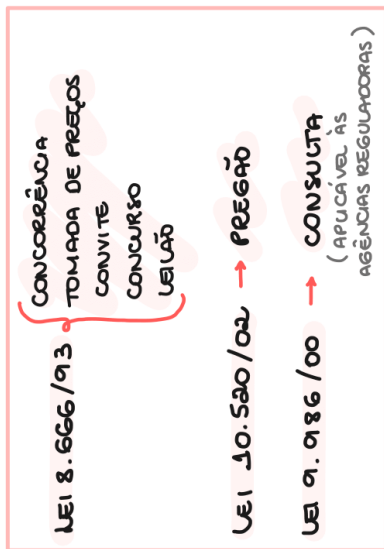 LEI 8.666/93
CONCORRÊNCIA
TOMADA DE PREÇOS
CONVITE
CONCURSO
LEILÃO
LEI 10.520/02 → PREGÃO
LEI 9.986/00 → CONSULTA
(APLICÁVEL ÀS
AGÊNCIAS REGULADORAS)